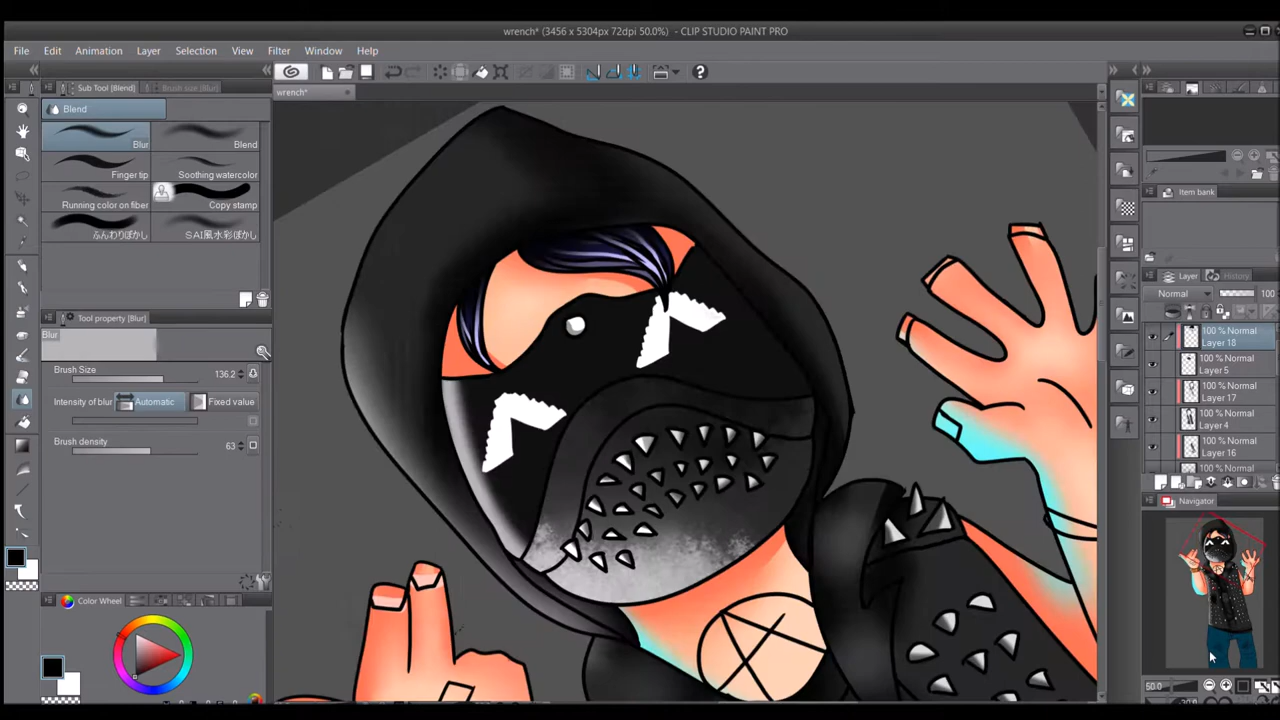 wrench* (3456 x 5304px 72dpi 50.0%) - CLIP STUDIO PAINT PRO
File Edit Animation Layer Selection View Filter Window Help
Sub Tool [Blend] Brush size [Blur]
wrench*
Blend
Blur Blend
Finger tip Soothing watercolor
Running color on fiber Copy stamp
ふんわりぼかし SAI風水彩ぼかし
Tool property [Blur]
Blur
Brush Size 136.2
Intensity of blur Automatic Fixed value
Brush density 63
Color Wheel
Item bank
Layer History
Normal 100
100 % Normal
Layer 18
100 % Normal
Layer 5
100 % Normal
Layer 17
100 % Normal
Layer 4
100 % Normal
Layer 16
Navigator
50.0